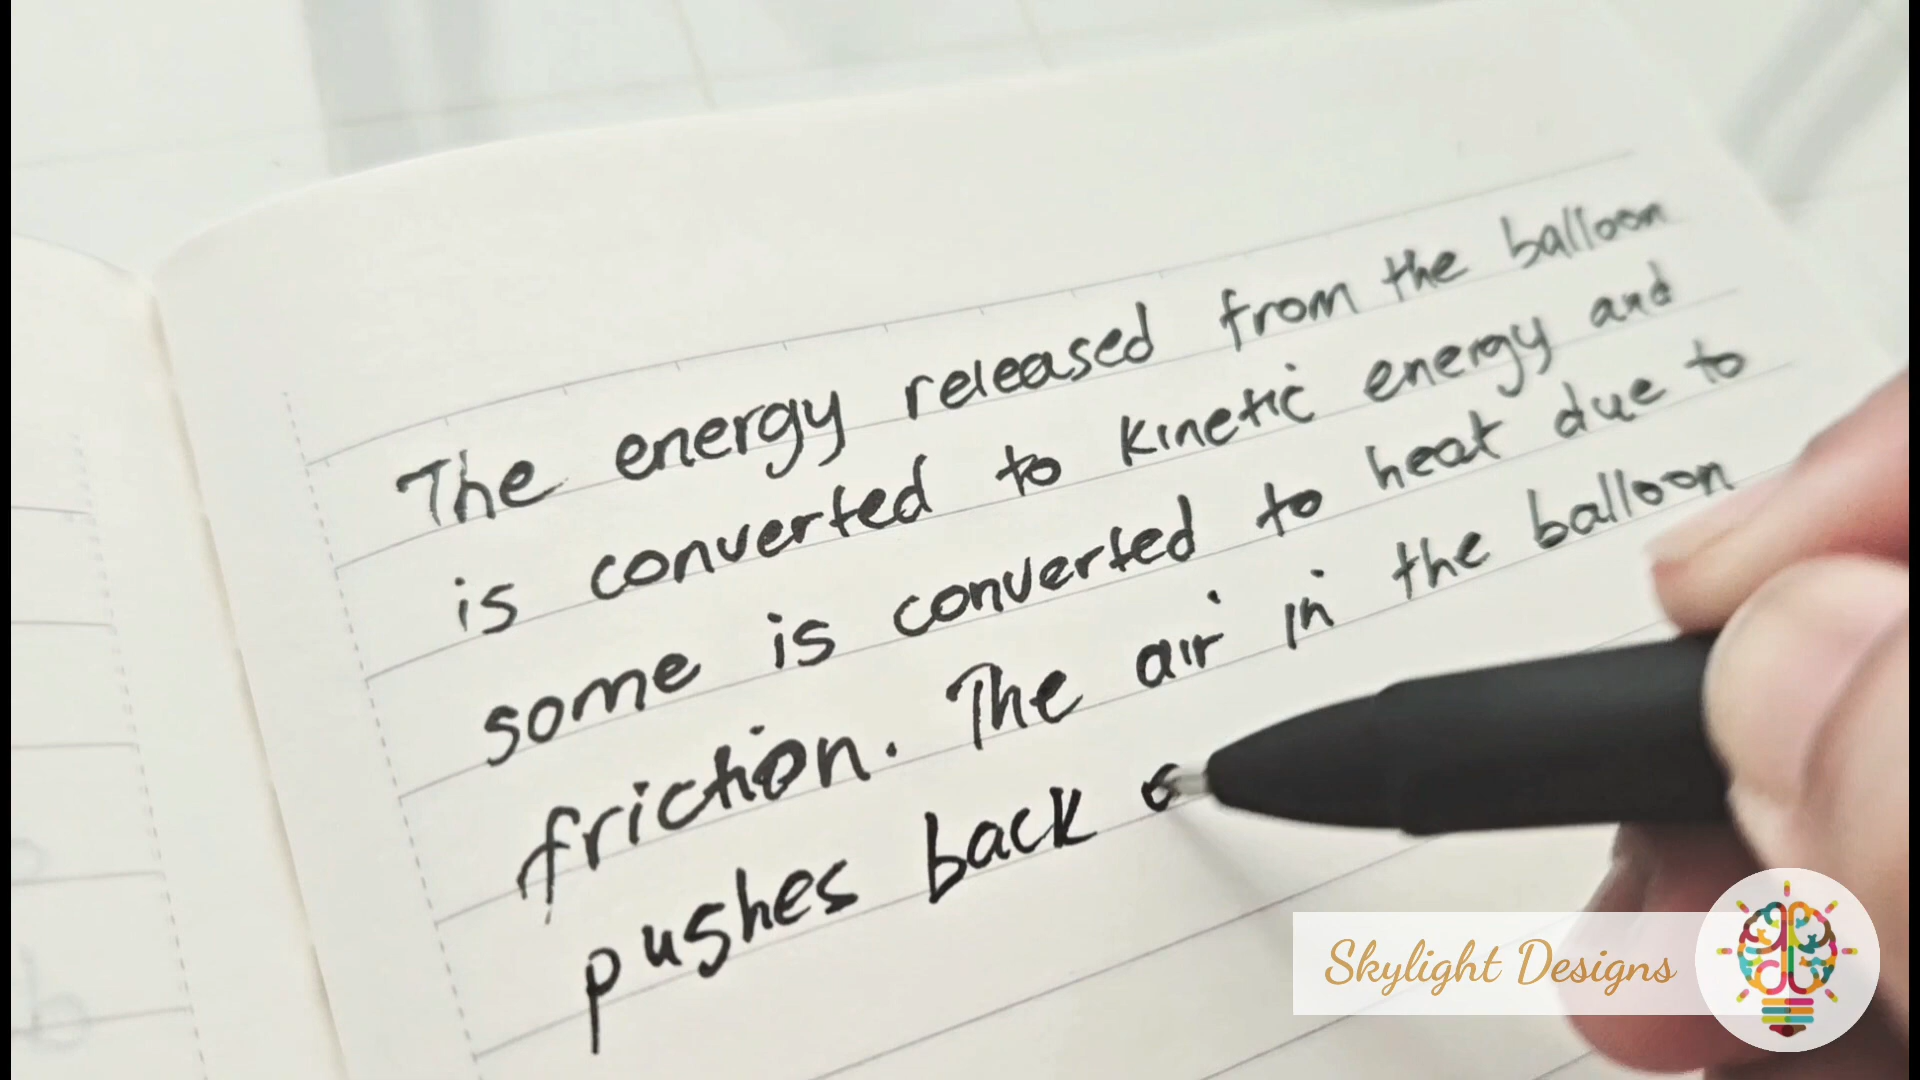 The energy released from the balloon
is converted to kinetic energy and
some is converted to heat due to
friction. The air in the balloon
pushes back
Skylight Designs